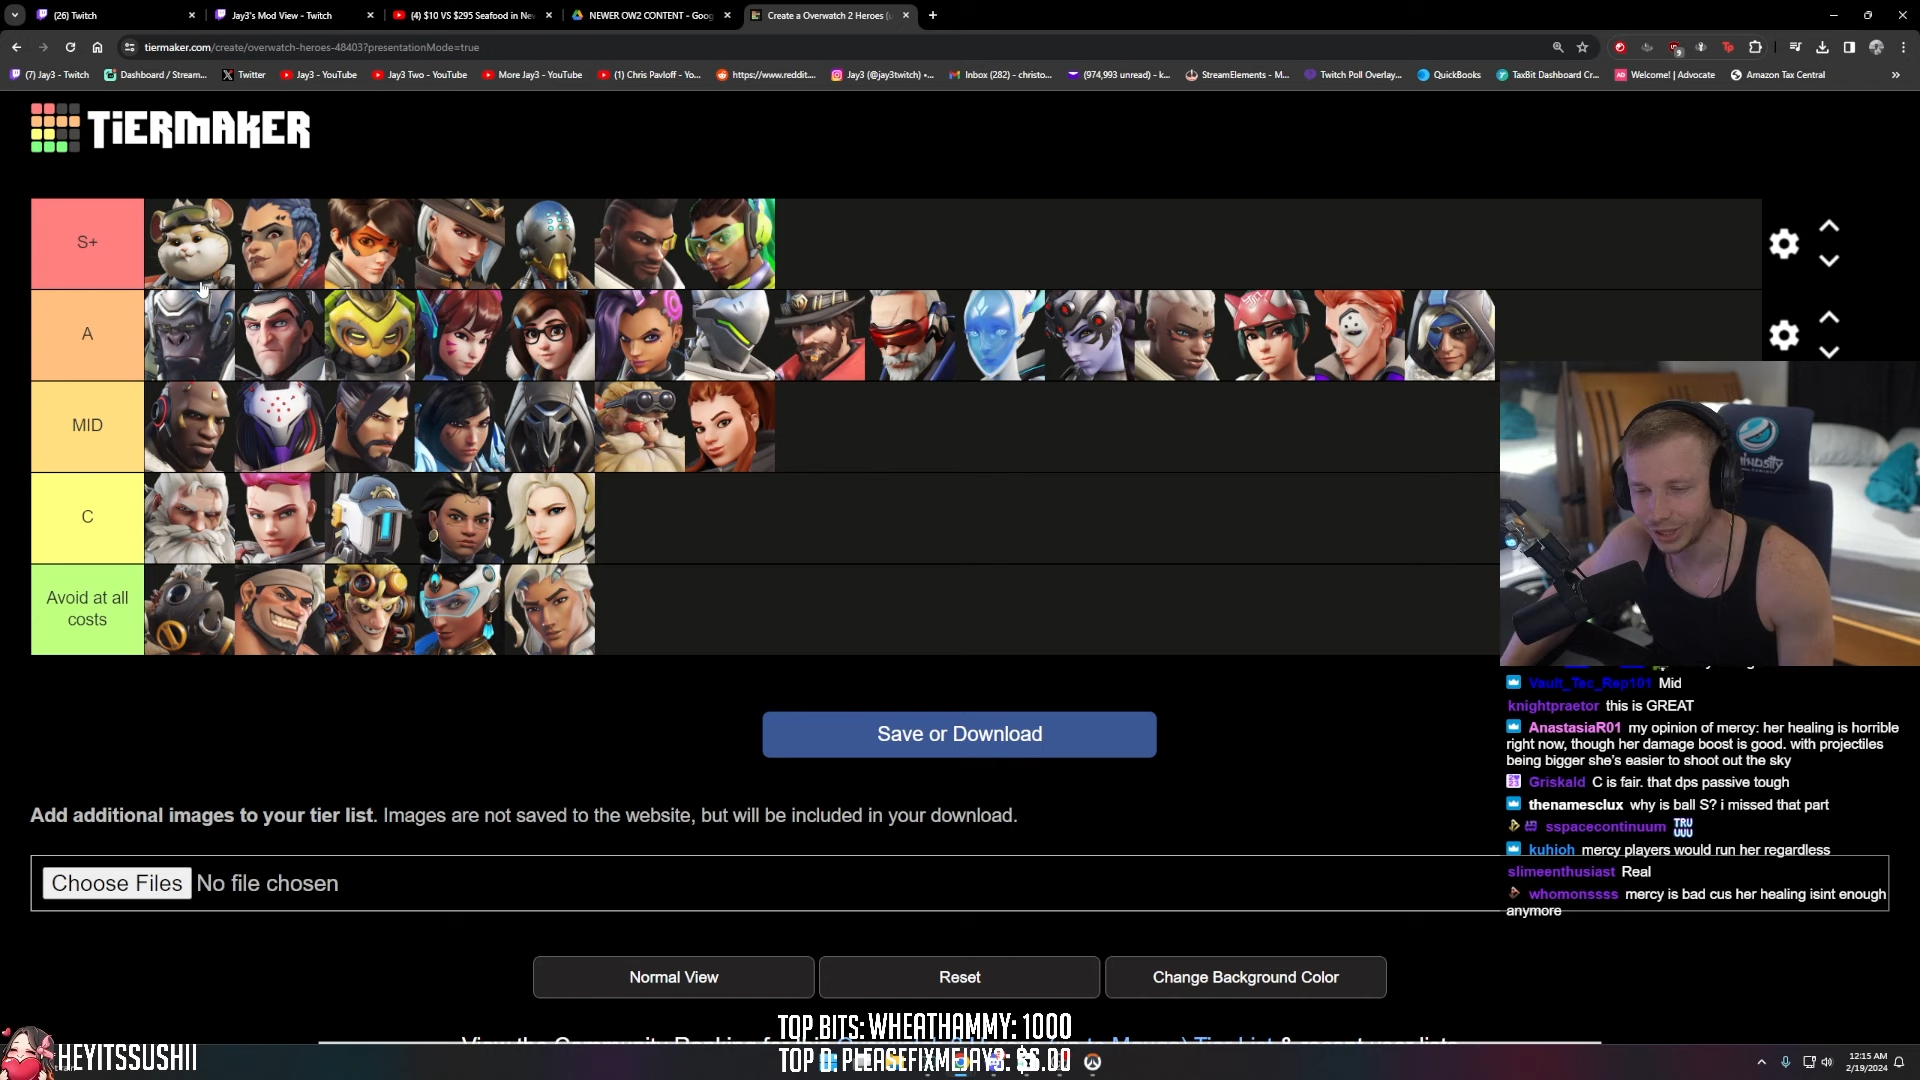 (26) Twitch
Jay3's Mod View - Twitch
(4) $10 VS $295 Seafood in Nev
NEWER OW2 CONTENT - Goog
Create a Overwatch 2 Heroes (u
tiermaker.com/create/overwatch-heroes-48403?presentationMode=true
(7) Jay3 - Twitch
Dashboard / Stream...
Twitter
Jay3 - YouTube
Jay3 Two - YouTube
More Jay3 - YouTube
(1) Chris Pavloff - Yo...
https://www.reddit....
Jay3 (@jay3twitch) •...
Inbox (282) - christo...
(974,993 unread) - k...
StreamElements - M...
Twitch Poll Overlay...
QuickBooks
TaxBit Dashboard Cr...
Welcome! | Advocate
Amazon Tax Central
TiERMAKER
S+
A
MID
C
Avoid at all
costs
Save or Download
Add additional images to your tier list. Images are not saved to the website, but will be included in your download.
Choose Files No file chosen
Normal View
Reset
Change Background Color
Vault_Tec_Rep101 Mid
knightpraetor this is GREAT
AnastasiaR01 my opinion of mercy: her healing is horrible
right now, though her damage boost is good. with projectiles
being bigger she's easier to shoot out the sky
Griskald C is fair. that dps passive tough
thenamesclux why is ball S? i missed that part
sspacecontinuum TRU
UUU
kuhioh mercy players would run her regardless
slimeenthusiast Real
whomonssss mercy is bad cus her healing isint enough
anymore
TOP BITS: WHEATHAMMY: 1000
TOP D: PLEASEFIXMEJAY3: $5.00
HEYITSSUSHII
12:15 AM
2/19/2024